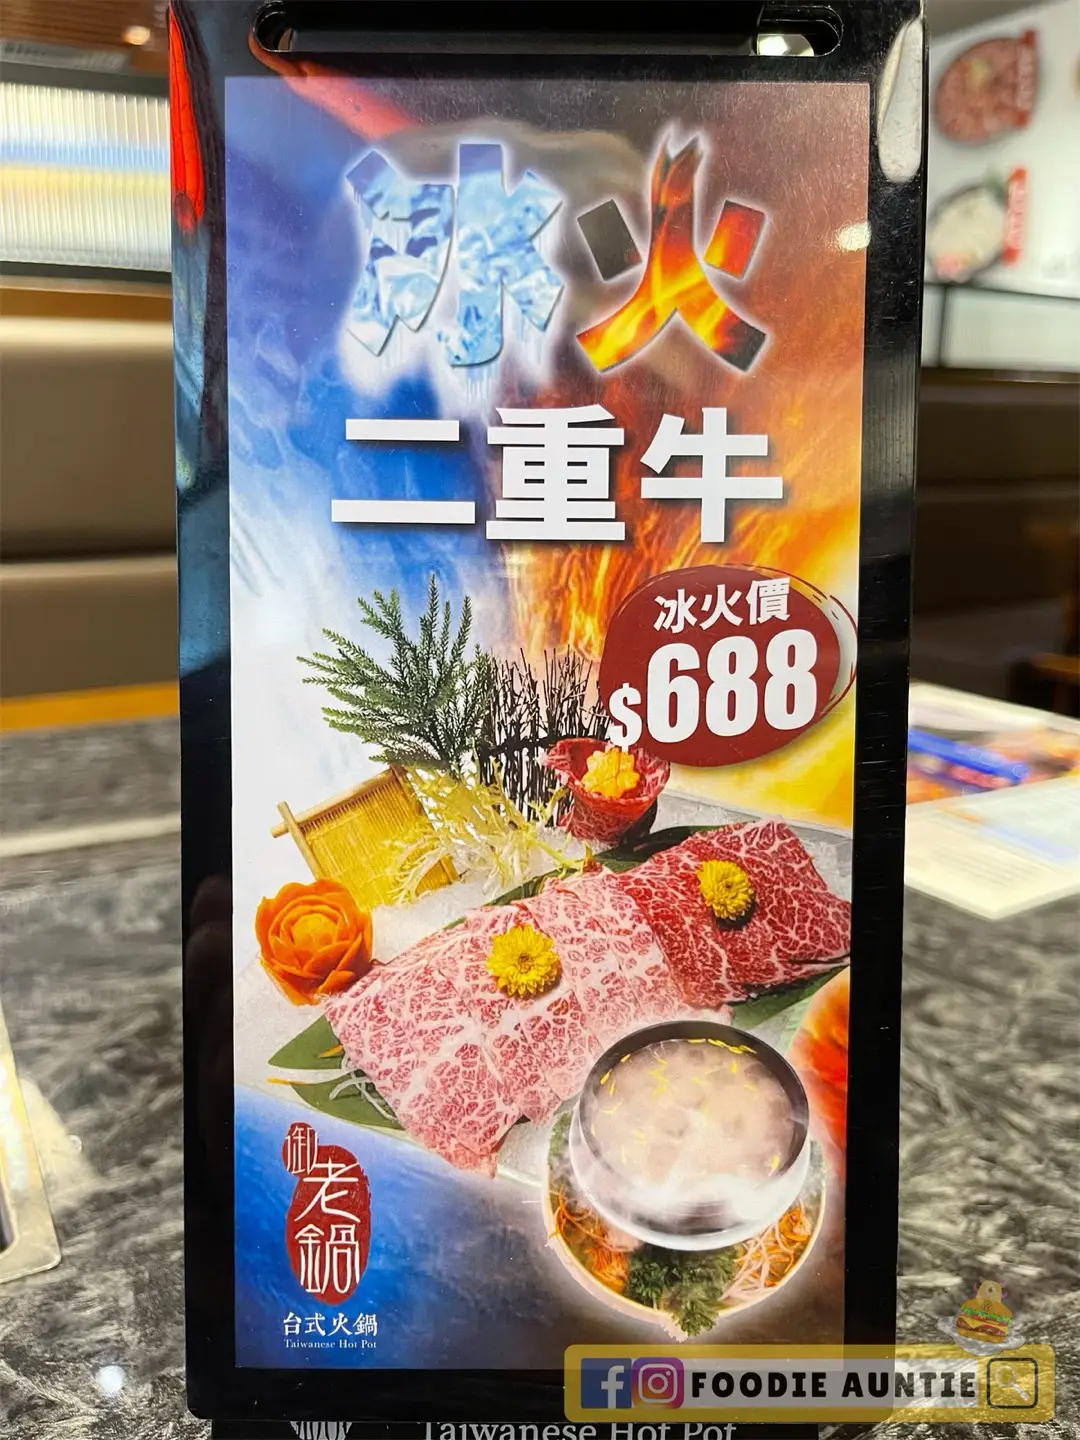 冰火
二重牛
冰火價
$688
御老鍋
台式火鍋
Taiwanese Hot Pot
FOODIE AUNTIE
Taiwanese Hot Pot